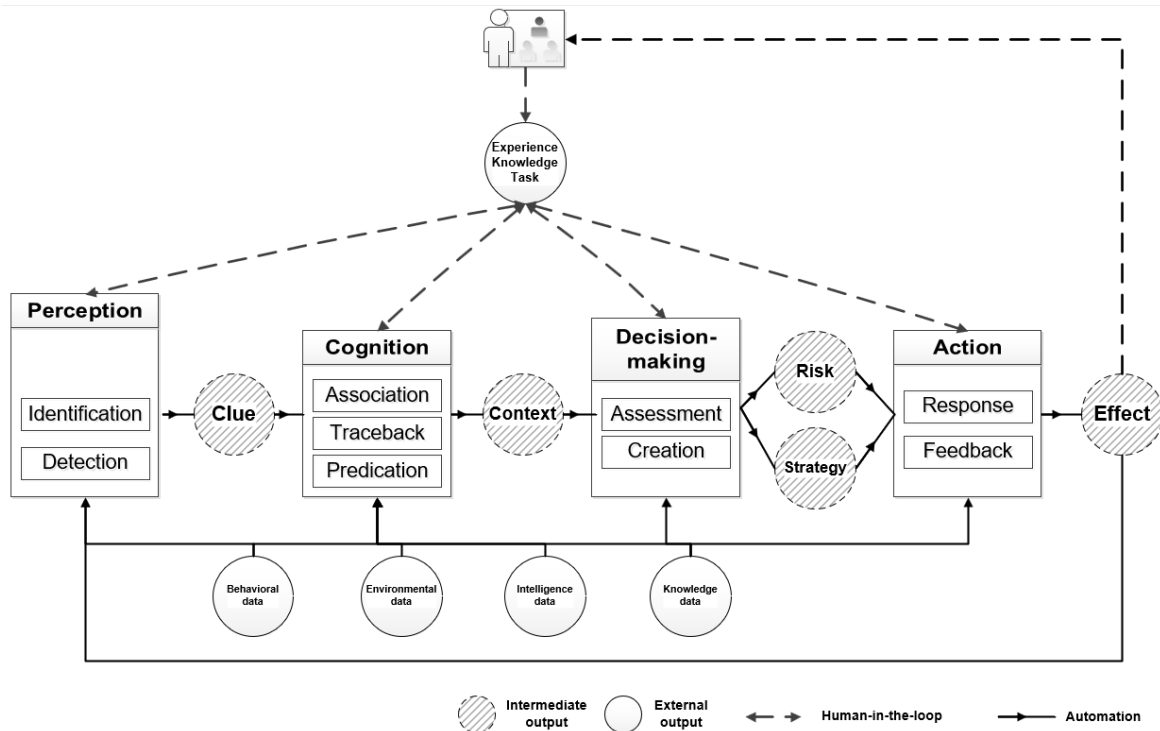 Experience
Knowledge
Task
Perception
Identification
Detection
Clue
Cognition
Association
Traceback
Predication
Context
Decision-
making
Assessment
Creation
Risk
Strategy
Action
Response
Feedback
Effect
Behavioral
data
Environmental
data
Intelligence
data
Knowledge
data
Intermediate
output
External
output
Human-in-the-loop
Automation